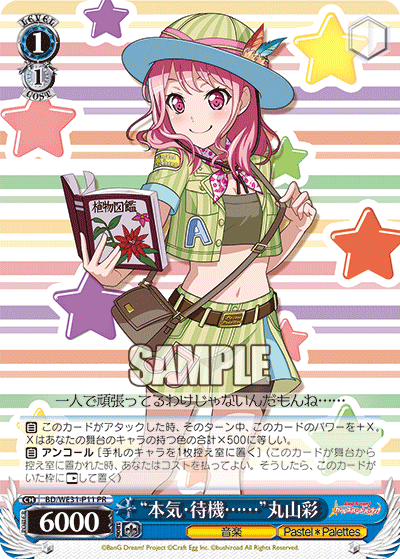 LEVEL
1
1
COST
植物図鑑
A
SAMPLE
一人で頑張ってるわけじゃないんだもんね……
自 このカードがアタックした時、そのターン中、このカードのパワーを+X。
Xはあなたの舞台のキャラの持つ色の合計×500に等しい。
自 アンコール [手札のキャラを1枚控え室に置く] (このカードが舞台から
控え室に置かれた時、あなたはコストを払ってよい。そうしたら、このカードが
いた枠にレストして置く)
CH BD/WE31-P11 PR
POWER
6000
“本気・待機……”丸山彩
音楽
Pastel*Palettes
©BanG Dream! Project ©Craft Egg Inc. ©bushiroad All Rights Reserved.